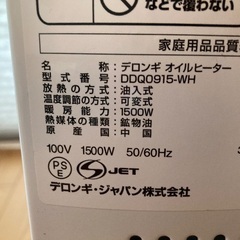 などで覆わない
家庭用品品質
名称:デロンギ オイルヒーター
型式番号:DDQ0915-WH
放熱の方式:油入式
温度調節の方式:可変式
暖房能力:1500W
熱媒体の種類:鉱物油
原産国:中国
100V 1500W 50/60Hz
PSE JET
デロンギ・ジャパン株式会社